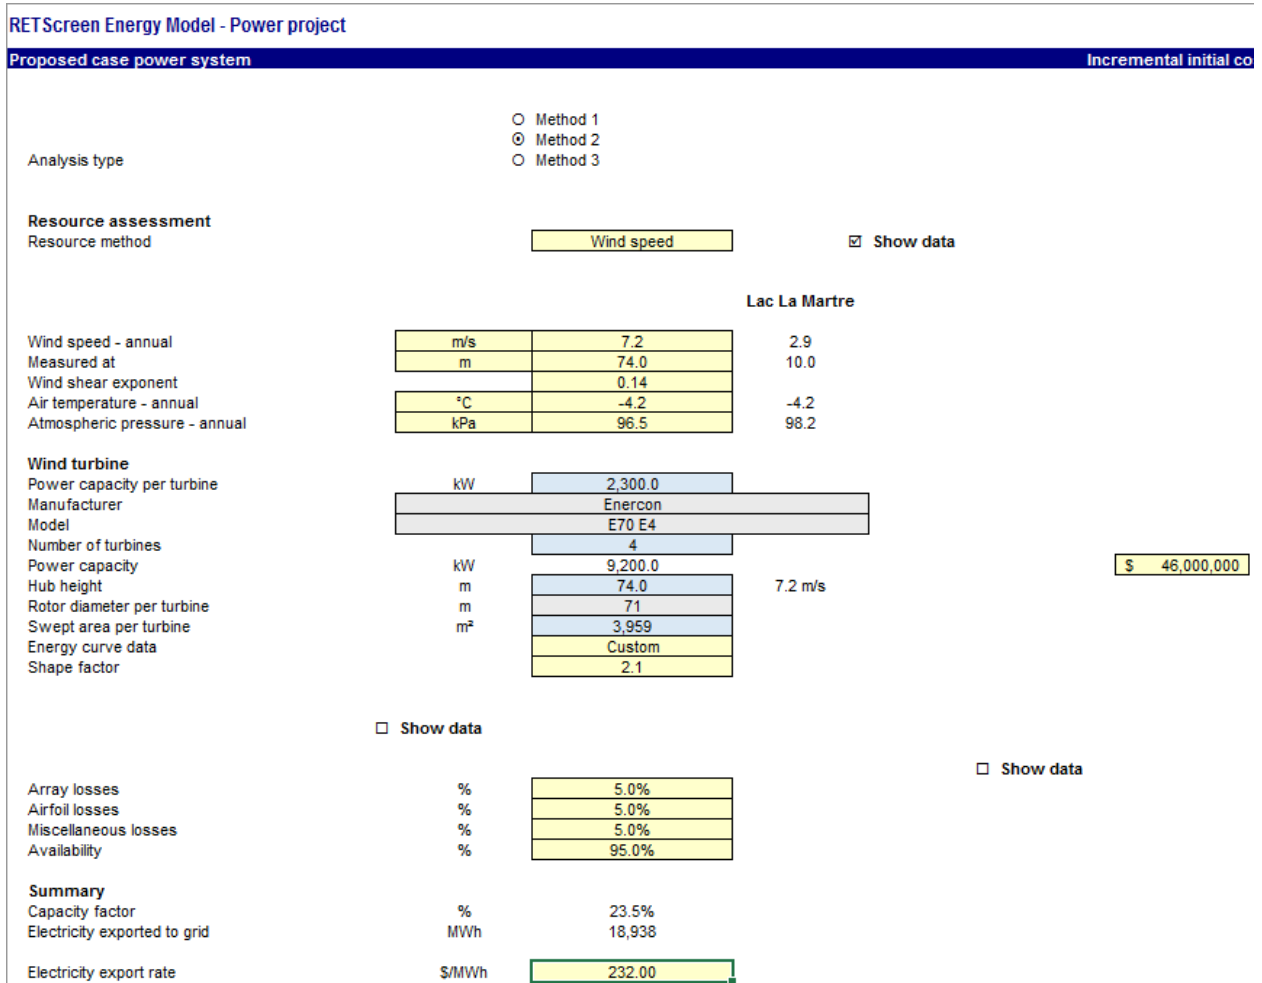 RETScreen Energy Model - Power project
Proposed case power system Incremental initial co
Method 1
Method 2
Analysis type Method 3
Resource assessment
Resource method Wind speed Show data
Lac La Martre
Wind speed - annual m/s 7.2 2.9
Measured at m 74.0 10.0
Wind shear exponent 0.14
Air temperature - annual °C -4.2 -4.2
Atmospheric pressure - annual kPa 96.5 98.2
Wind turbine
Power capacity per turbine kW 2,300.0
Manufacturer Enercon
Model E70 E4
Number of turbines 4
Power capacity kW 9,200.0 $ 46,000,000
Hub height m 74.0 7.2 m/s
Rotor diameter per turbine m 71
Swept area per turbine m² 3,959
Energy curve data Custom
Shape factor 2.1
Show data
Show data
Array losses % 5.0%
Airfoil losses % 5.0%
Miscellaneous losses % 5.0%
Availability % 95.0%
Summary
Capacity factor % 23.5%
Electricity exported to grid MWh 18,938
Electricity export rate $/MWh 232.00